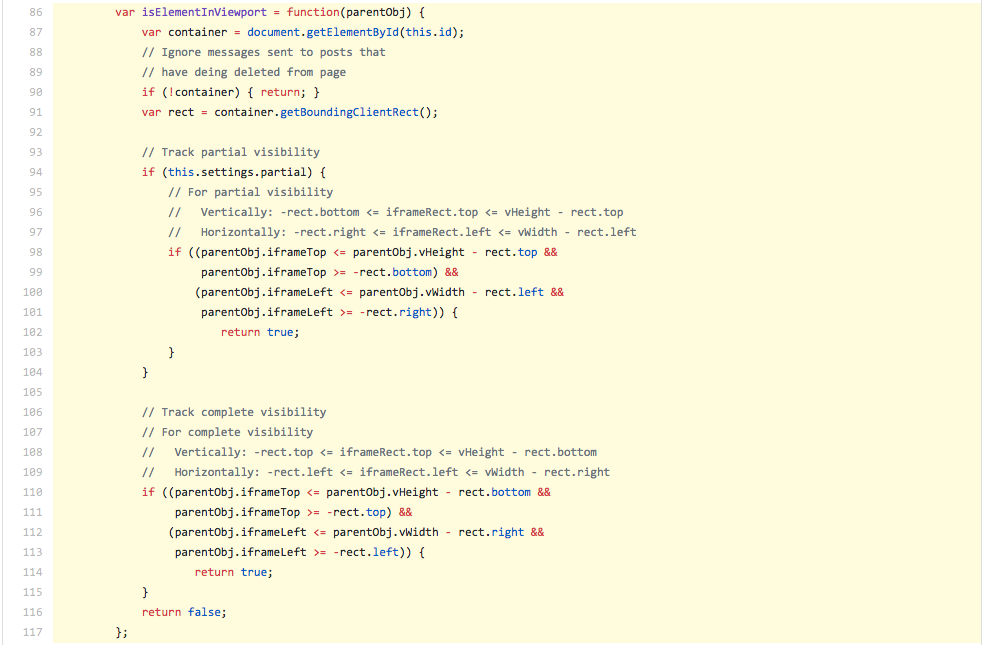 86 var isElementInViewport = function(parentObj) {
87 var container = document.getElementById(this.id);
88 // Ignore messages sent to posts that
89 // have deing deleted from page
90 if (!container) { return; }
91 var rect = container.getBoundingClientRect();
92
93 // Track partial visibility
94 if (this.settings.partial) {
95 // For partial visibility
96 //   Vertically: -rect.bottom <= iframeRect.top <= vHeight - rect.top
97 //   Horizontally: -rect.right <= iframeRect.left <= vWidth - rect.left
98 if ((parentObj.iframeTop <= parentObj.vHeight - rect.top &&
99 parentObj.iframeTop >= -rect.bottom) &&
100 (parentObj.iframeLeft <= parentObj.vWidth - rect.left &&
101 parentObj.iframeLeft >= -rect.right)) {
102 return true;
103 }
104 }
105
106 // Track complete visibility
107 // For complete visibility
108 //   Vertically: -rect.top <= iframeRect.top <= vHeight - rect.bottom
109 //   Horizontally: -rect.left <= iframeRect.left <= vWidth - rect.right
110 if ((parentObj.iframeTop <= parentObj.vHeight - rect.bottom &&
111 parentObj.iframeTop >= -rect.top) &&
112 (parentObj.iframeLeft <= parentObj.vWidth - rect.right &&
113 parentObj.iframeLeft >= -rect.left)) {
114 return true;
115 }
116 return false;
117 };